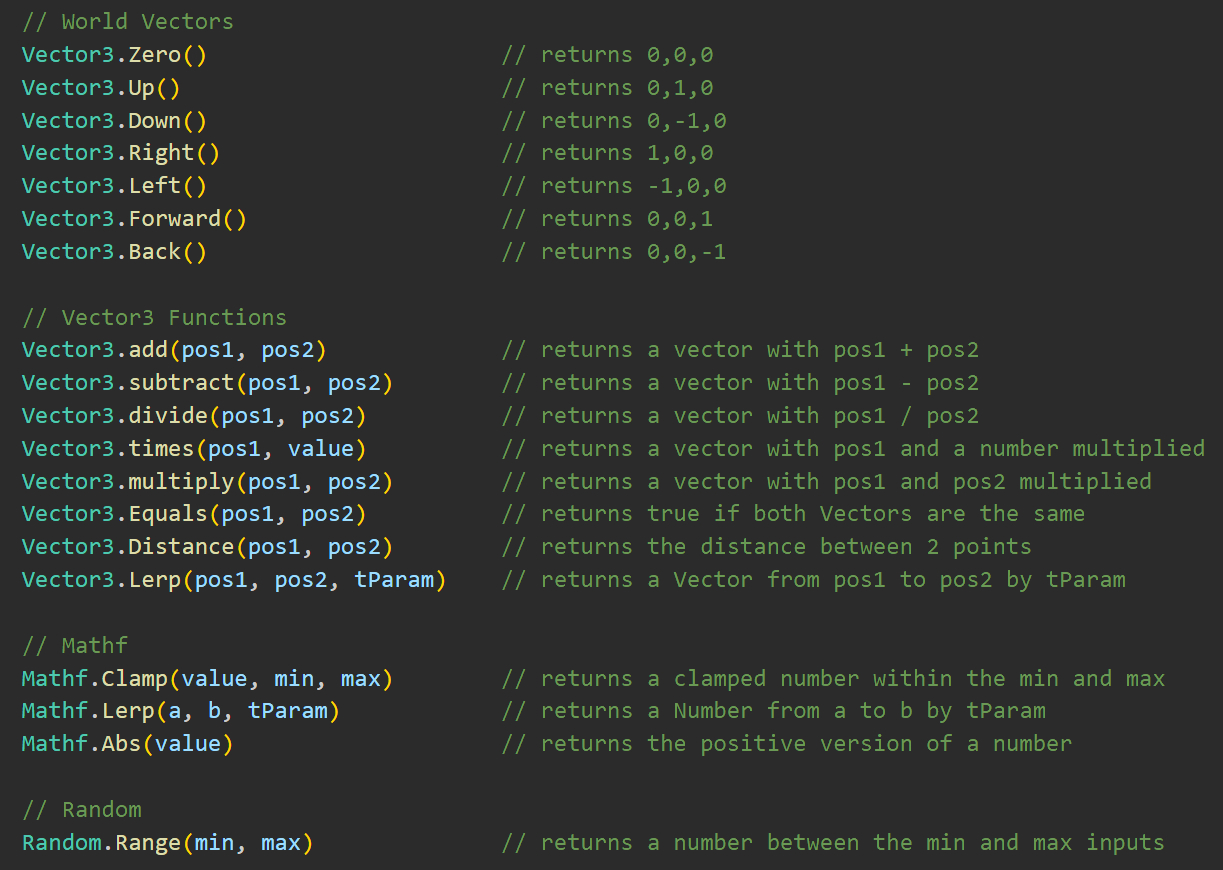 // World Vectors
Vector3.Zero() // returns 0,0,0
Vector3.Up() // returns 0,1,0
Vector3.Down() // returns 0,-1,0
Vector3.Right() // returns 1,0,0
Vector3.Left() // returns -1,0,0
Vector3.Forward() // returns 0,0,1
Vector3.Back() // returns 0,0,-1
// Vector3 Functions
Vector3.add(pos1, pos2) // returns a vector with pos1 + pos2
Vector3.subtract(pos1, pos2) // returns a vector with pos1 - pos2
Vector3.divide(pos1, pos2) // returns a vector with pos1 / pos2
Vector3.times(pos1, value) // returns a vector with pos1 and a number multiplied
Vector3.multiply(pos1, pos2) // returns a vector with pos1 and pos2 multiplied
Vector3.Equals(pos1, pos2) // returns true if both Vectors are the same
Vector3.Distance(pos1, pos2) // returns the distance between 2 points
Vector3.Lerp(pos1, pos2, tParam) // returns a Vector from pos1 to pos2 by tParam
// Mathf
Mathf.Clamp(value, min, max) // returns a clamped number within the min and max
Mathf.Lerp(a, b, tParam) // returns a Number from a to b by tParam
Mathf.Abs(value) // returns the positive version of a number
// Random
Random.Range(min, max) // returns a number between the min and max inputs